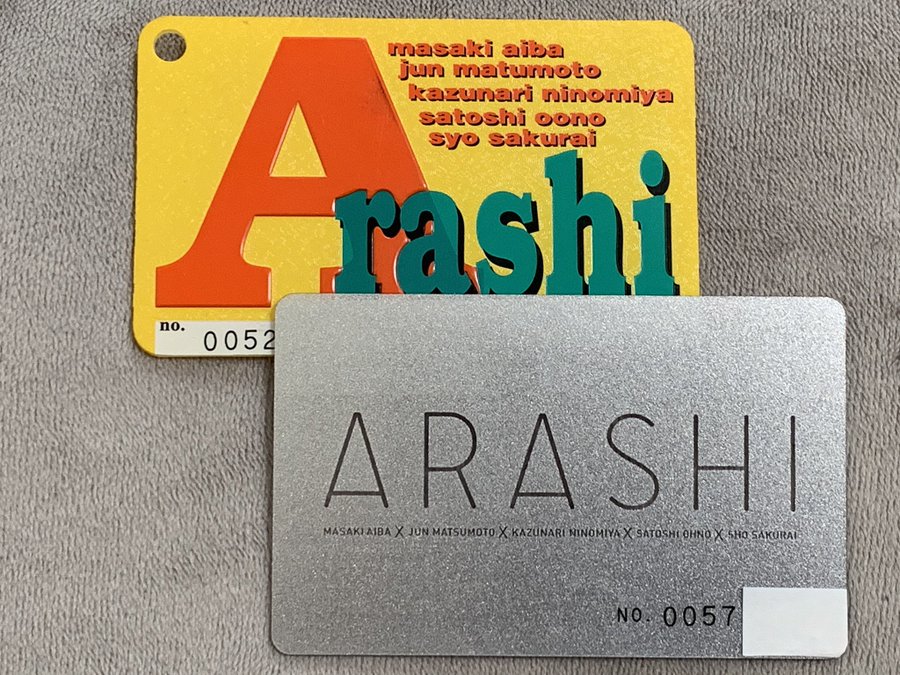 Arashi
masaki aiba
jun matumoto
kazunari ninomiya
satoshi oono
syo sakurai
no. 0052
ARASHI
MASAKI AIBA X JUN MATSUMOTO X KAZUNARI NINOMIYA X SATOSHI OHNO X SHO SAKURAI
NO. 0057